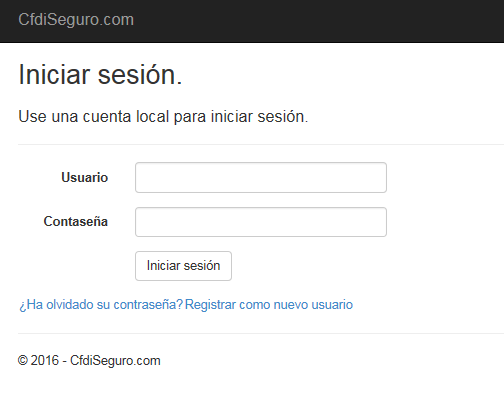 CfdiSeguro.com
Iniciar sesión.
Use una cuenta local para iniciar sesión.
Usuario
Contaseña
Iniciar sesión
¿Ha olvidado su contraseña? Registrar como nuevo usuario
© 2016 - CfdiSeguro.com